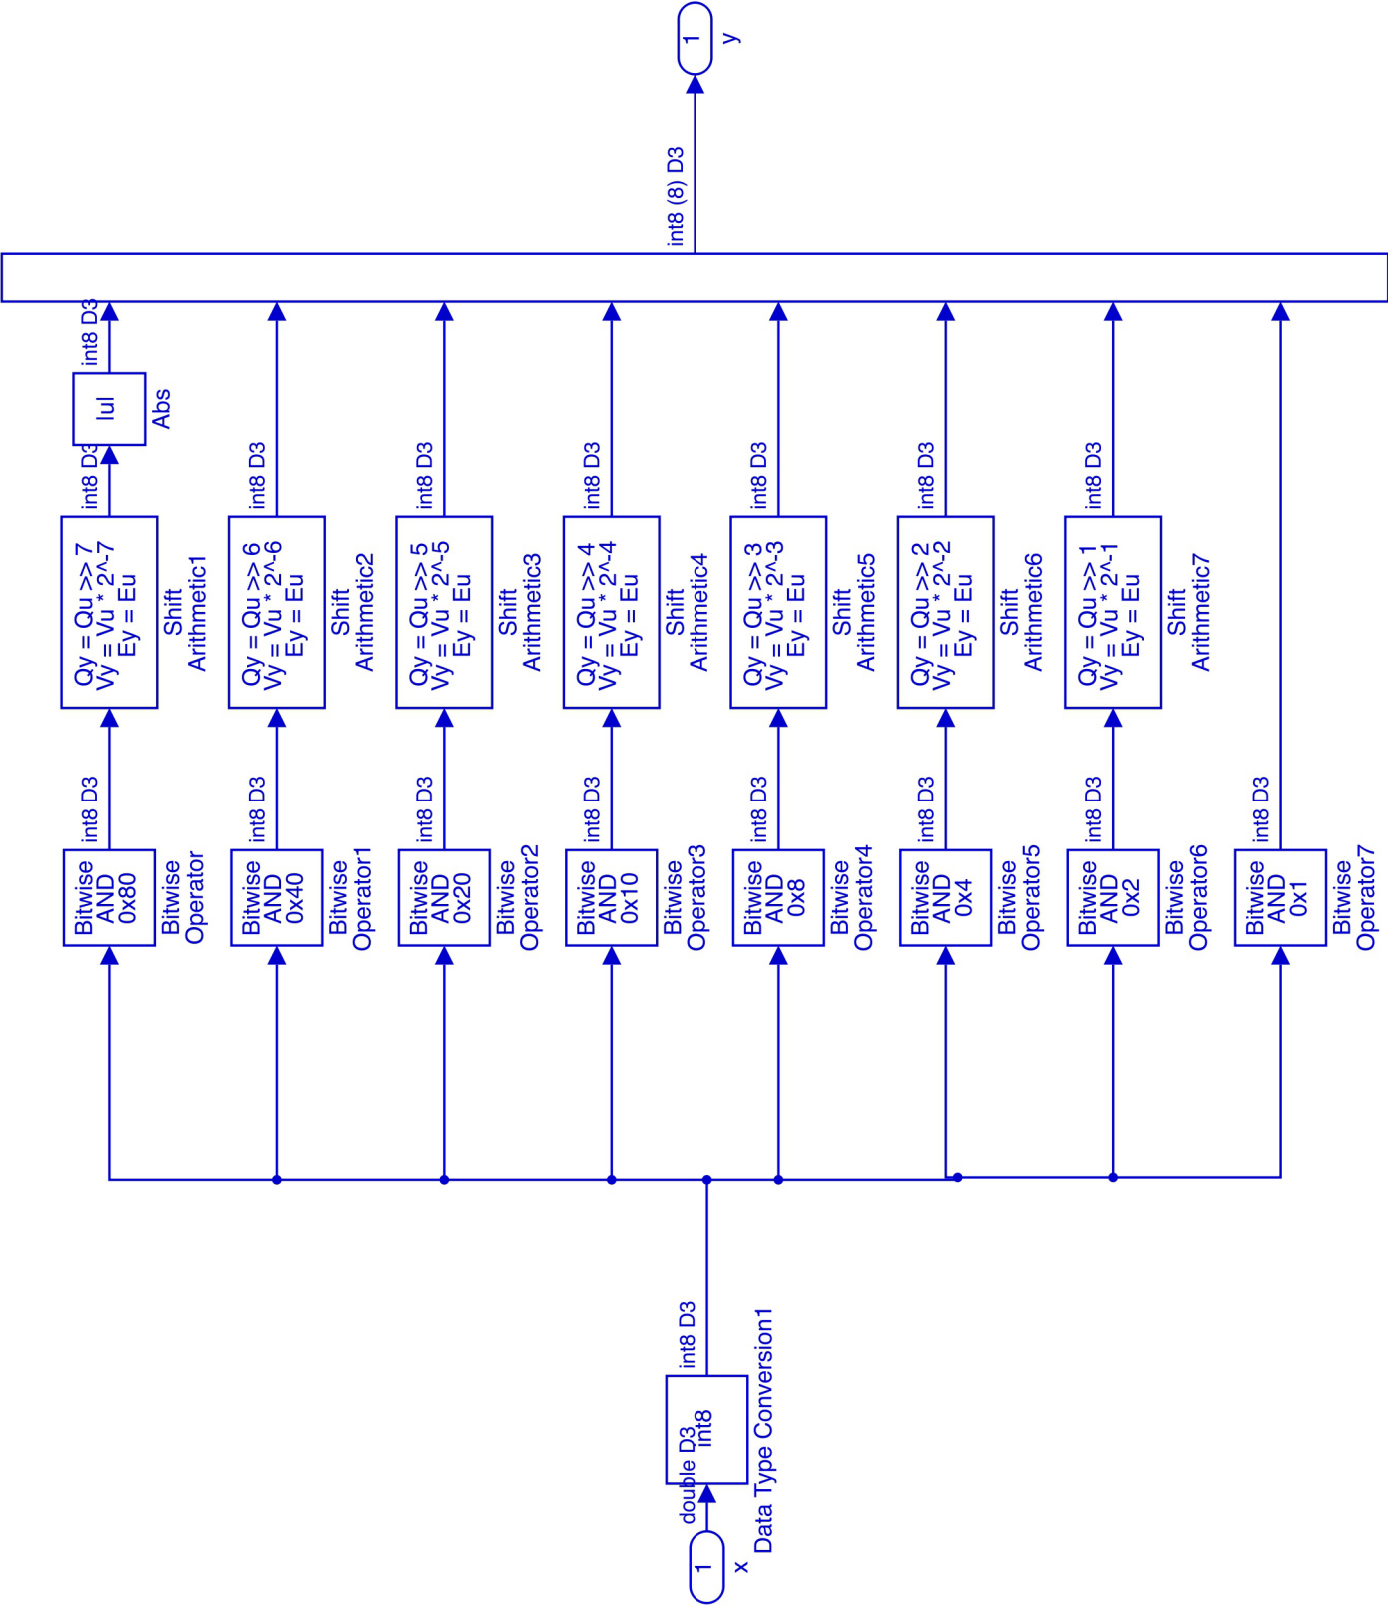 1
x
double D3
int8
Data Type Conversion1
int8 D3
Bitwise
AND
0x80
Bitwise
Operator
int8 D3
Qy = Qu >> 7
Vy = Vu * 2^-7
Ey = Eu
Shift
Arithmetic1
int8 D3
|u|
Abs
int8 D3
Bitwise
AND
0x40
Bitwise
Operator1
int8 D3
Qy = Qu >> 6
Vy = Vu * 2^-6
Ey = Eu
Shift
Arithmetic2
int8 D3
Bitwise
AND
0x20
Bitwise
Operator2
int8 D3
Qy = Qu >> 5
Vy = Vu * 2^-5
Ey = Eu
Shift
Arithmetic3
int8 D3
Bitwise
AND
0x10
Bitwise
Operator3
int8 D3
Qy = Qu >> 4
Vy = Vu * 2^-4
Ey = Eu
Shift
Arithmetic4
int8 D3
Bitwise
AND
0x8
Bitwise
Operator4
int8 D3
Qy = Qu >> 3
Vy = Vu * 2^-3
Ey = Eu
Shift
Arithmetic5
int8 D3
Bitwise
AND
0x4
Bitwise
Operator5
int8 D3
Qy = Qu >> 2
Vy = Vu * 2^-2
Ey = Eu
Shift
Arithmetic6
int8 D3
Bitwise
AND
0x2
Bitwise
Operator6
int8 D3
Qy = Qu >> 1
Vy = Vu * 2^-1
Ey = Eu
Shift
Arithmetic7
int8 D3
Bitwise
AND
0x1
Bitwise
Operator7
int8 D3
int8 (8) D3
1
y